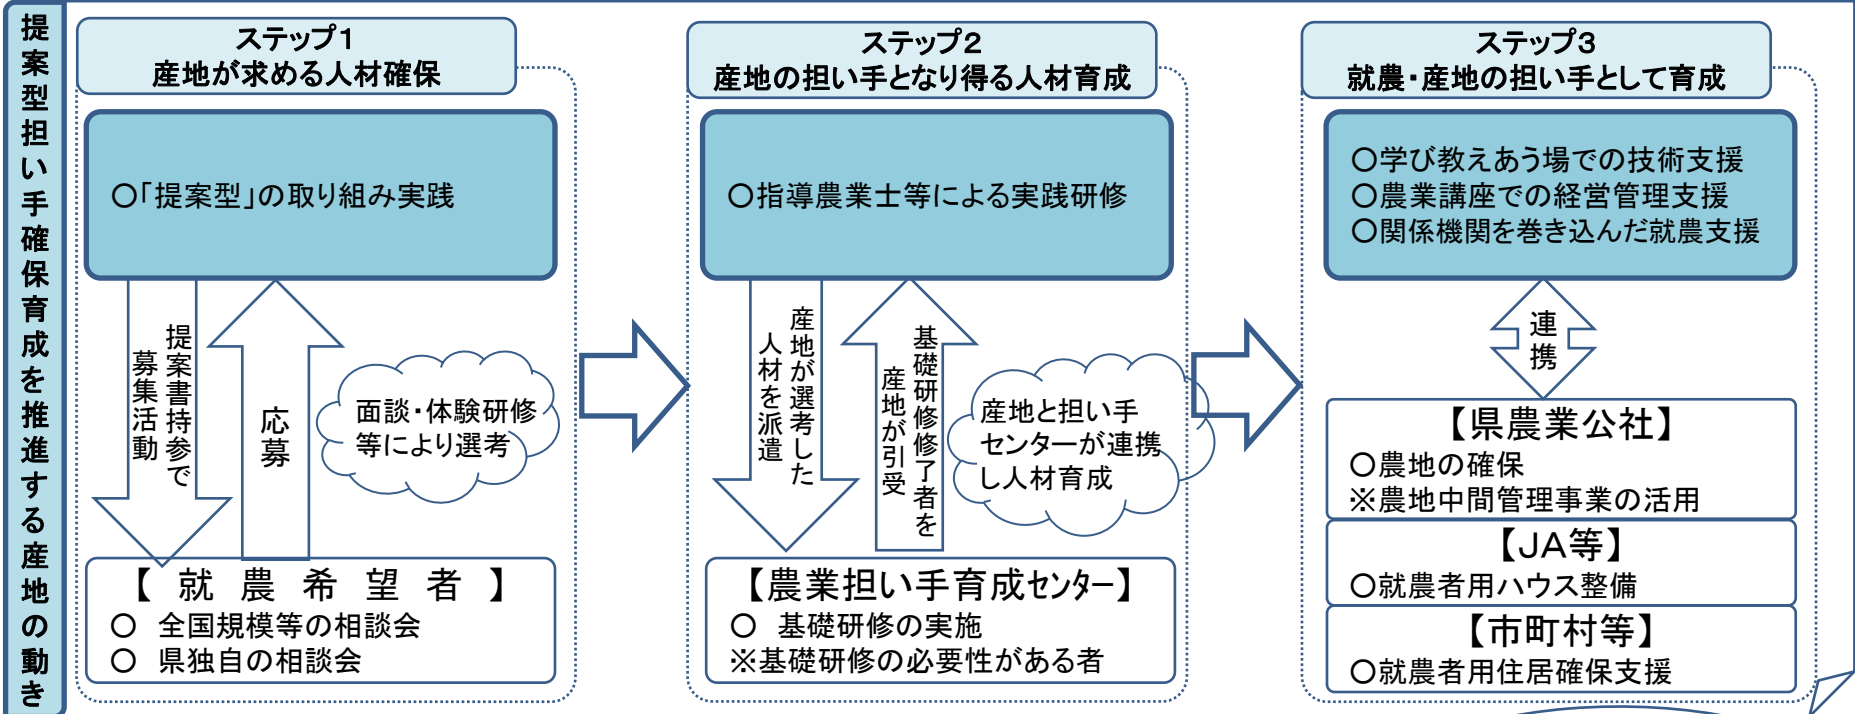 提案型担い手確保育成を推進する産地の動き
ステップ1
産地が求める人材確保
〇「提案型」の取り組み実践
提案書持参で
募集活動
応募
面談・体験研修
等により選考
【 就 農 希 望 者 】
〇 全国規模等の相談会
〇 県独自の相談会
ステップ2
産地の担い手となり得る人材育成
〇指導農業士等による実践研修
産地が選考した
人材を派遣
基礎研修修了者を
産地が引受
産地と担い手
センターが連携
し人材育成
【農業担い手育成センター】
〇 基礎研修の実施
※基礎研修の必要性がある者
ステップ3
就農・産地の担い手として育成
〇学び教えあう場での技術支援
〇農業講座での経営管理支援
〇関係機関を巻き込んだ就農支援
連携
【県農業公社】
〇農地の確保
※農地中間管理事業の活用
【JA等】
〇就農者用ハウス整備
【市町村等】
〇就農者用住居確保支援